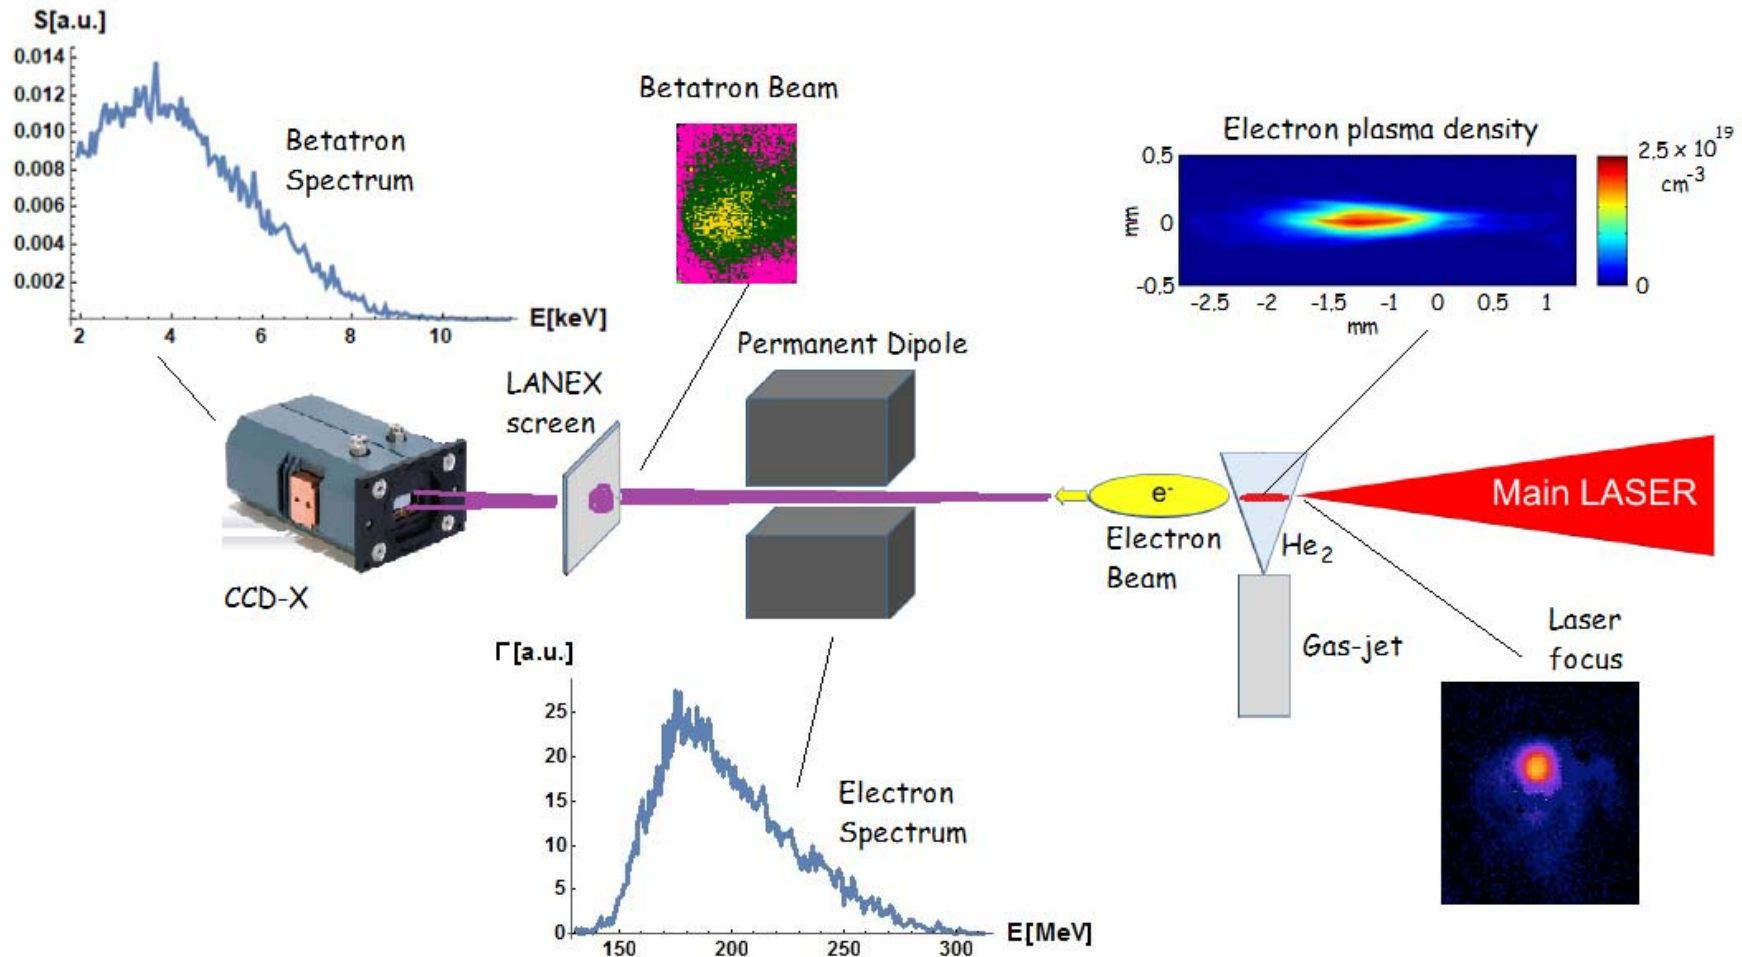 S[a.u.]
0.014
0.012
0.010
0.008
0.006
0.004
0.002
2 4 6 8 10
E[keV]
Betatron
Spectrum
Betatron Beam
Electron plasma density
0.5
0
-0.5
mm
-2.5 -2 -1.5 -1 0 0.5 1
mm
2.5 x 10^19
cm^-3
0
Permanent Dipole
LANEX
screen
CCD-X
e-
Electron
Beam
He2
Main LASER
Gas-jet
Laser
focus
Γ[a.u.]
25
20
15
10
5
0
150 200 250 300
E[MeV]
Electron
Spectrum